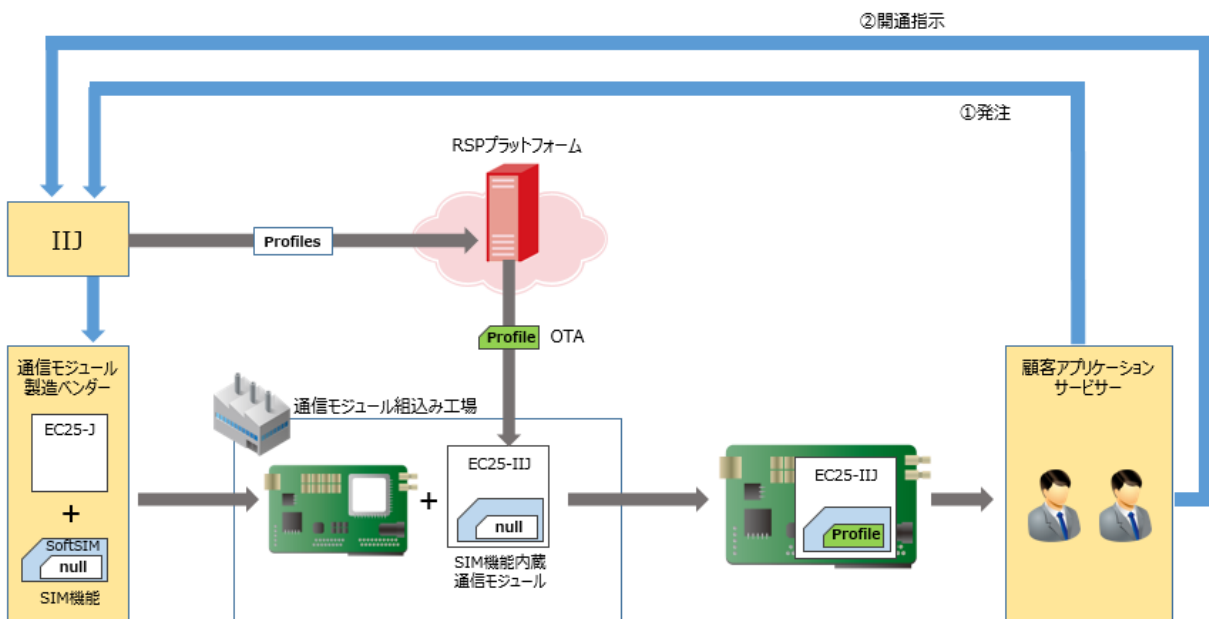 ②開通指示
①発注
RSPプラットフォーム
IIJ
Profiles
Profile
OTA
通信モジュール
製造ベンダー
EC25-J
+
SoftSIM
null
SIM機能
通信モジュール組込み工場
+
EC25-IIJ
null
SIM機能内蔵
通信モジュール
EC25-IIJ
Profile
顧客アプリケーション
サービサー